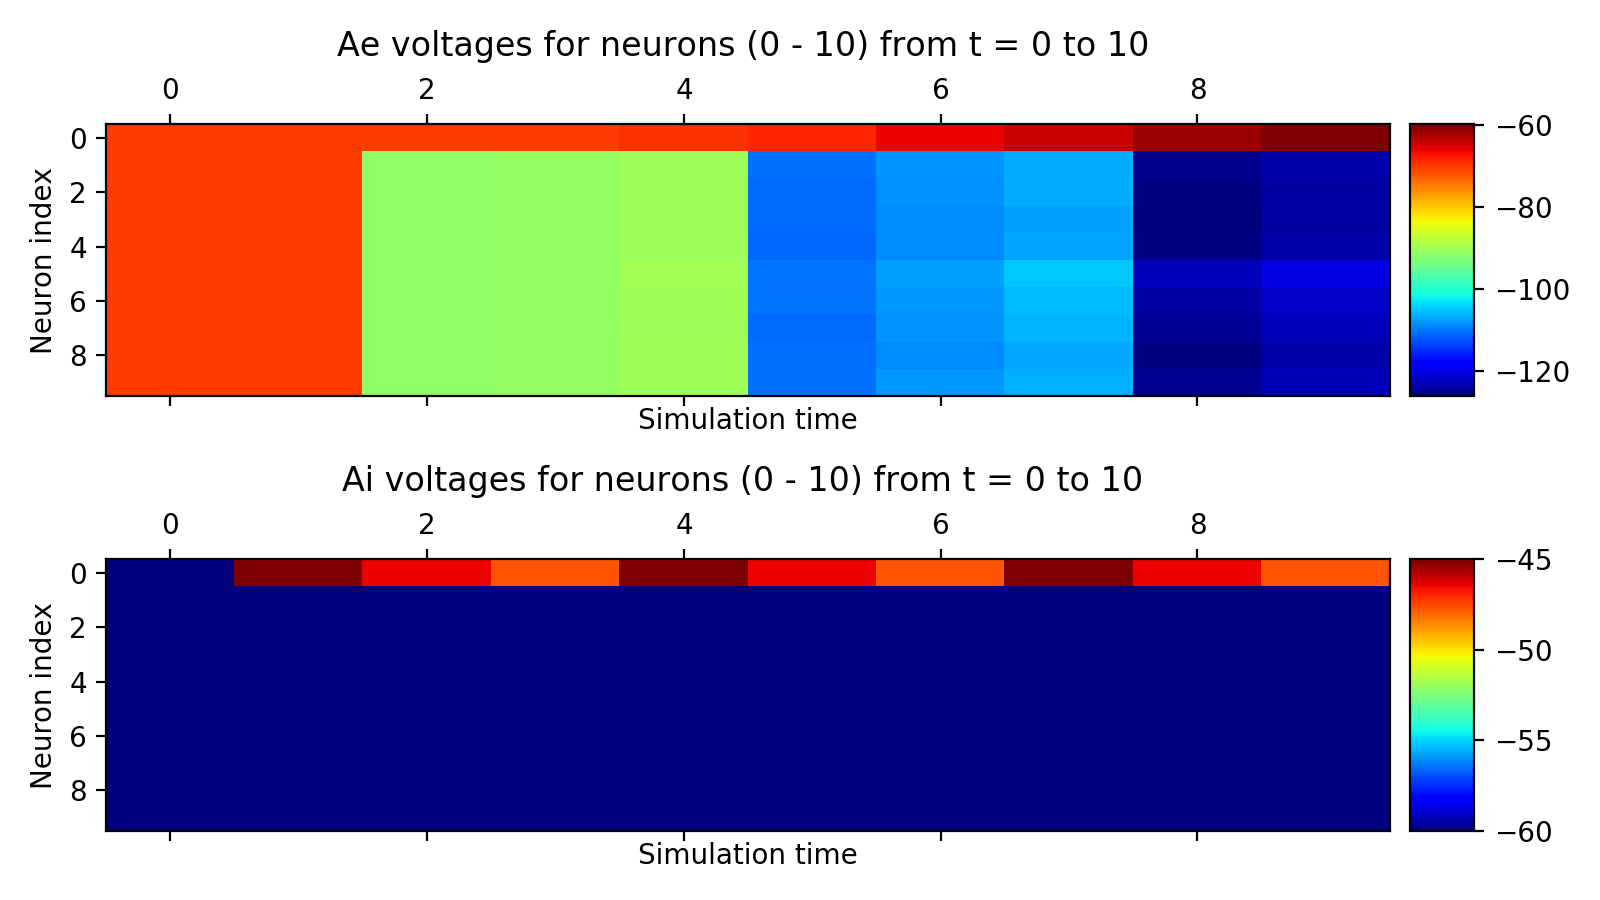 Ae voltages for neurons (0 - 10) from t = 0 to 10
0 2 4 6 8
Neuron index
0
2
4
6
8
−60
−80
−100
−120
Simulation time
Ai voltages for neurons (0 - 10) from t = 0 to 10
0 2 4 6 8
Neuron index
0
2
4
6
8
−45
−50
−55
−60
Simulation time